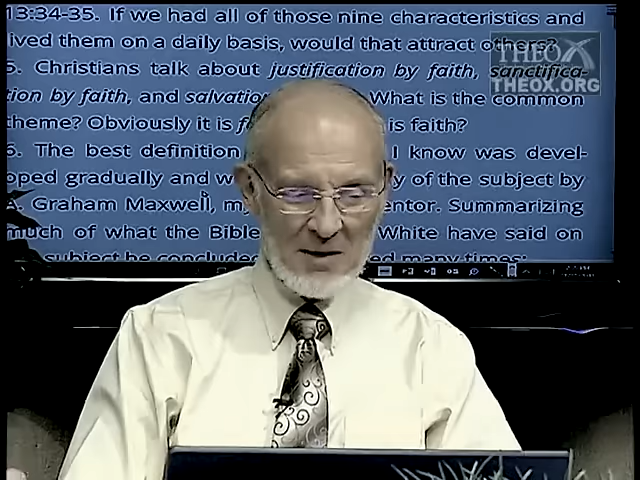 13:34-35. If we had all of those nine characteristics and
lived them on a daily basis, would that attract others?
5. Christians talk about justification by faith, sanctifica-
tion by faith, and What is the common
theme? Obviously it is is faith?
6. The best definition I know was devel-
oped gradually and of the subject by
A. Graham Maxwell, Summarizing
much of what the Bible White have said on
subject he concluded many times:
THEOX
THEOX.ORG